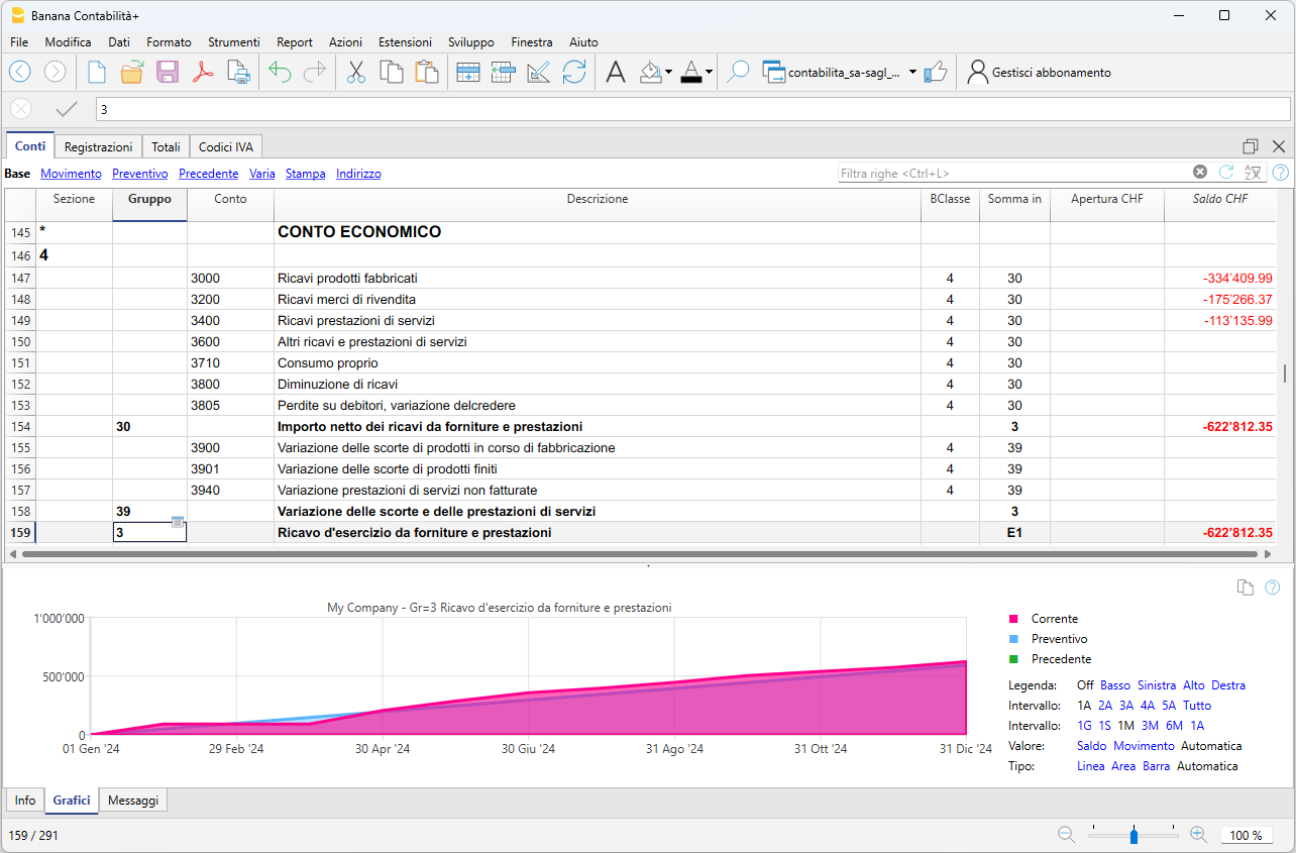 Banana Contabilità+
File Modifica Dati Formato Strumenti Report Azioni Estensioni Sviluppo Finestra Aiuto
contabilita_sa-sagl_... Gestisci abbonamento
3
Conti Registrazioni Totali Codici IVA
Base Movimento Preventivo Precedente Varia Stampa Indirizzo Filtra righe <Ctrl+L>
Sezione Gruppo Conto Descrizione BClasse Somma in Apertura CHF Saldo CHF
145 * CONTO ECONOMICO
146 4
147 3000 Ricavi prodotti fabbricati 4 30 -334'409.99
148 3200 Ricavi merci di rivendita 4 30 -175'266.37
149 3400 Ricavi prestazioni di servizi 4 30 -113'135.99
150 3600 Altri ricavi e prestazioni di servizi 4 30
151 3710 Consumo proprio 4 30
152 3800 Diminuzione di ricavi 4 30
153 3805 Perdite su debitori, variazione delcredere 4 30
154 30 Importo netto dei ricavi da forniture e prestazioni 3 -622'812.35
155 3900 Variazione delle scorte di prodotti in corso di fabbricazione 4 39
156 3901 Variazione delle scorte di prodotti finiti 4 39
157 3940 Variazione prestazioni di servizi non fatturate 4 39
158 39 Variazione delle scorte e delle prestazioni di servizi 3
159 3 Ricavo d'esercizio da forniture e prestazioni E1 -622'812.35
My Company - Gr=3 Ricavo d'esercizio da forniture e prestazioni
1'000'000
500'000
0
01 Gen '24 29 Feb '24 30 Apr '24 30 Giu '24 31 Ago '24 31 Ott '24 31 Dic '24
Corrente
Preventivo
Precedente
Legenda: Off Basso Sinistra Alto Destra
Intervallo: 1A 2A 3A 4A 5A Tutto
Intervallo: 1G 1S 1M 3M 6M 1A
Valore: Saldo Movimento Automatica
Tipo: Linea Area Barra Automatica
Info Grafici Messaggi
159 / 291 100 %